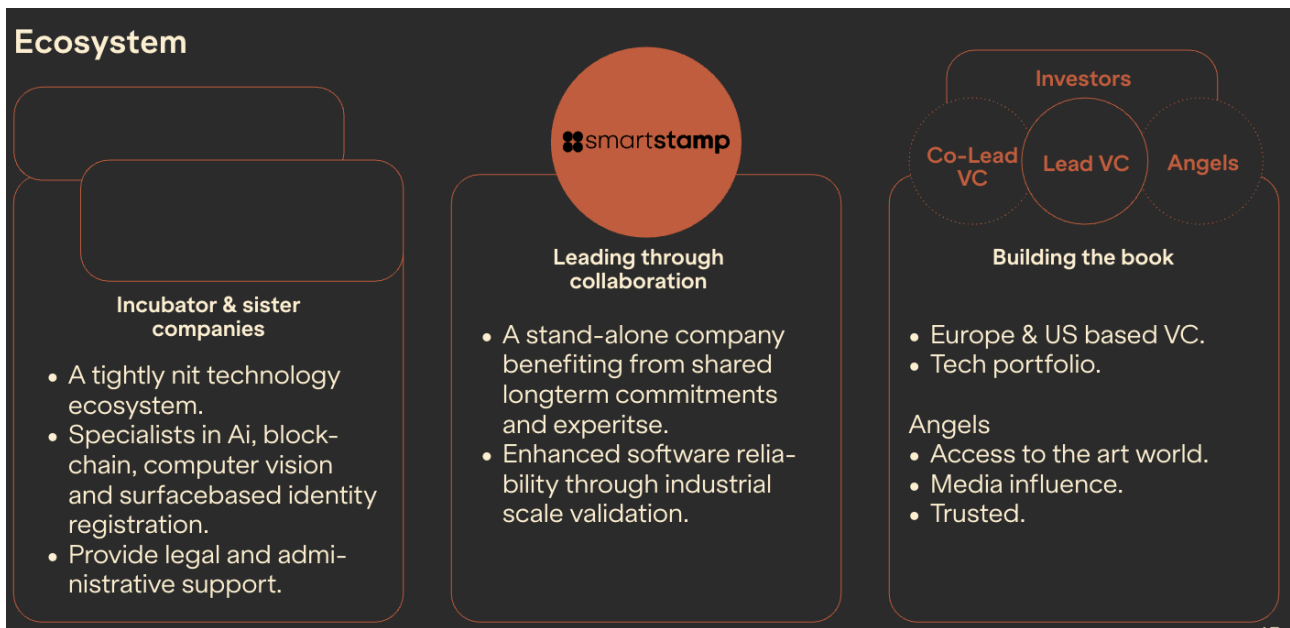 Ecosystem
Incubator & sister
companies
• A tightly nit technology
ecosystem.
• Specialists in Ai, block-
chain, computer vision
and surfacebased identity
registration.
• Provide legal and admi-
nistrative support.
smartstamp
Leading through
collaboration
• A stand-alone company
benefiting from shared
longterm commitments
and experitse.
• Enhanced software relia-
bility through industrial
scale validation.
Investors
Co-Lead
VC
Lead VC
Angels
Building the book
• Europe & US based VC.
• Tech portfolio.
Angels
• Access to the art world.
• Media influence.
• Trusted.